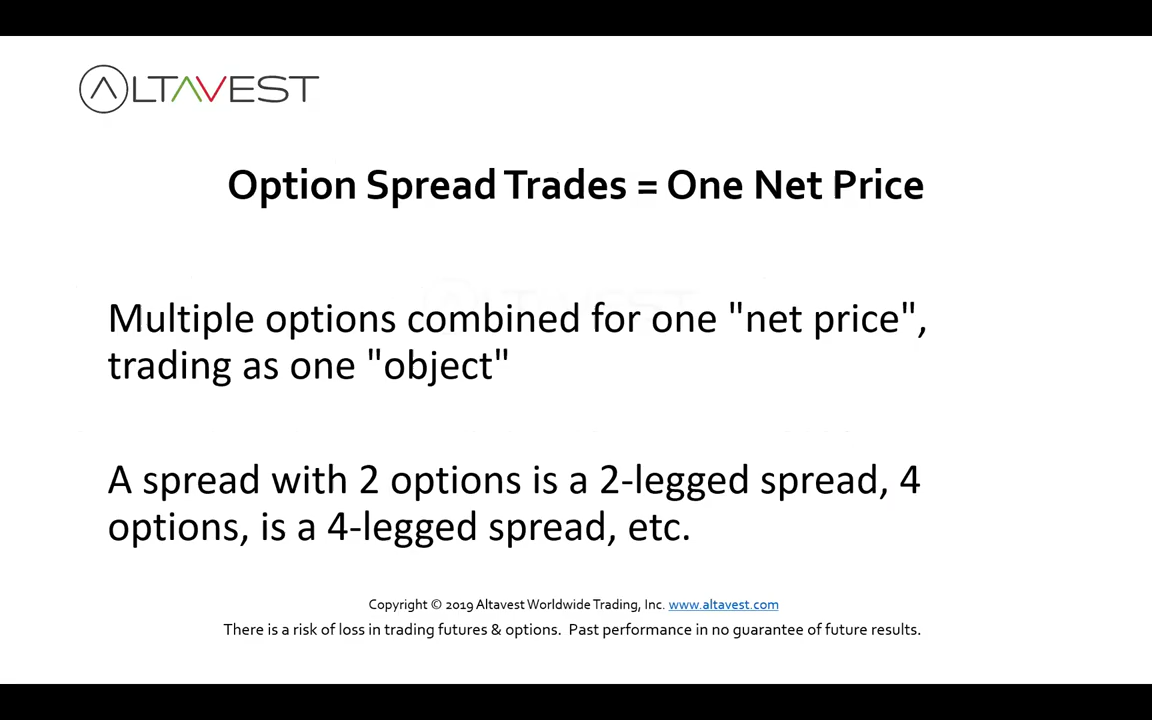 ALTAVEST
Option Spread Trades = One Net Price
Multiple options combined for one "net price",
trading as one "object"
A spread with 2 options is a 2-legged spread, 4
options, is a 4-legged spread, etc.
Copyright © 2019 Altavest Worldwide Trading, Inc. www.altavest.com
There is a risk of loss in trading futures & options.  Past performance in no guarantee of future results.